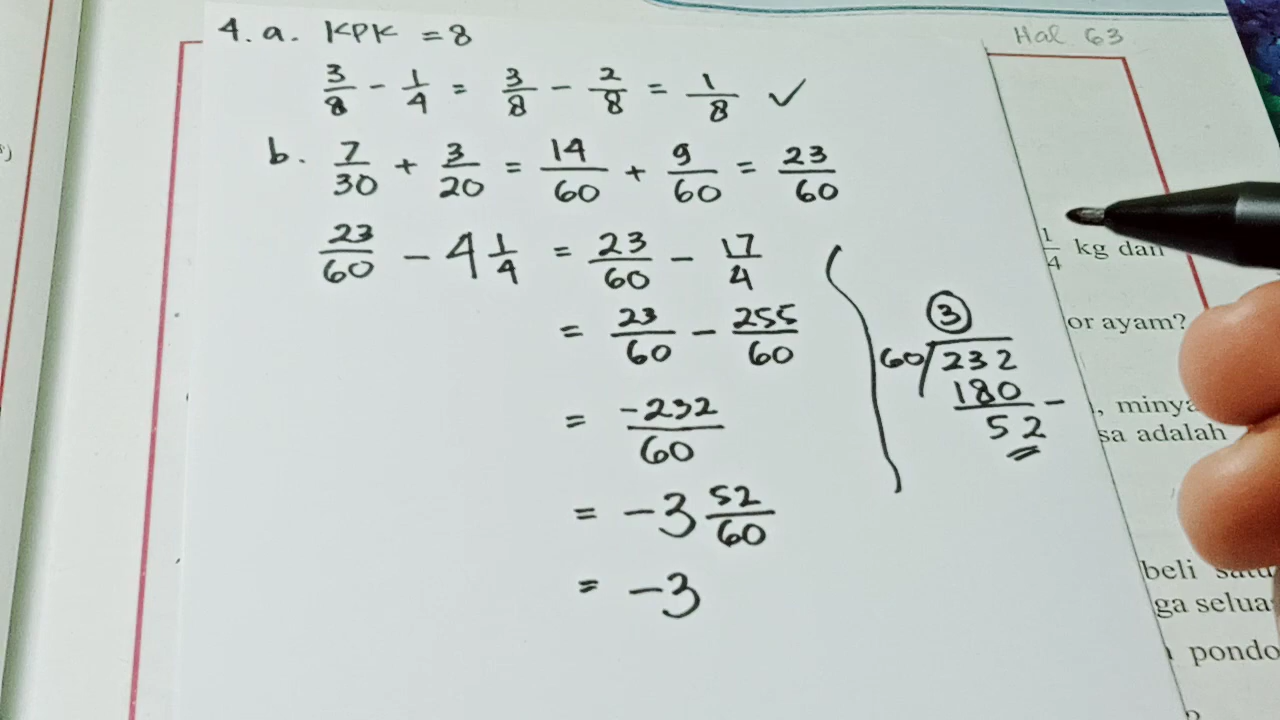 Hal 63
4. a. KPK = 8
3/8 - 1/4 = 3/8 - 2/8 = 1/8 ✓
b. 7/30 + 3/20 = 14/60 + 9/60 = 23/60
23/60 - 4 1/4 = 23/60 - 17/4
= 23/60 - 255/60
= -232/60
= -3 52/60
= -3
3
60 232
180 -
52
1/4 kg dan
or ayam?
, minya
sa adalah
beli satu
ga selua
pondo